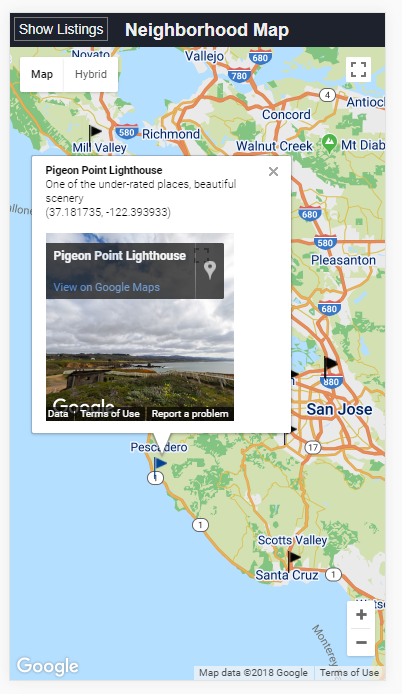 Show Listings
Neighborhood Map
Novato
Vallejo
680
Map
Hybrid
780
4
Antioc
Concord
580
Richmond
Mill Valley
Walnut Creek
Mt Diab
Pigeon Point Lighthouse
One of the under-rated places, beautiful
scenery
(37.181735, -122.393933)
680
580
Pleasanton
Pigeon Point Lighthouse
View on Google Maps
880
San Jose
Google
Data
Terms of Use
Report a problem
17
Pescadero
1
1
Scotts Valley
Santa Cruz
1
Monterey
+
−
Google
Map data ©2018 Google
Terms of Use